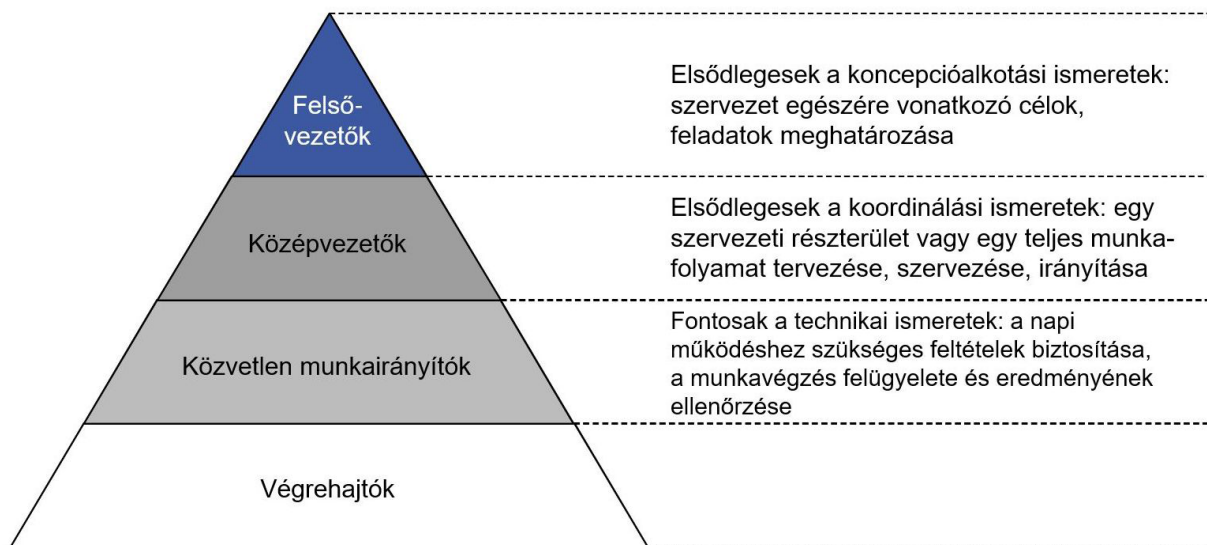 Felső-
vezetők
Elsődlegesek a koncepcióalkotási ismeretek:
szervezet egészére vonatkozó célok,
feladatok meghatározása
Középvezetők
Elsődlegesek a koordinálási ismeretek: egy
szervezeti részterület vagy egy teljes munka-
folyamat tervezése, szervezése, irányítása
Közvetlen munkairányítók
Fontosak a technikai ismeretek: a napi
működéshez szükséges feltételek biztosítása,
a munkavégzés felügyelete és eredményének
ellenőrzése
Végrehajtók